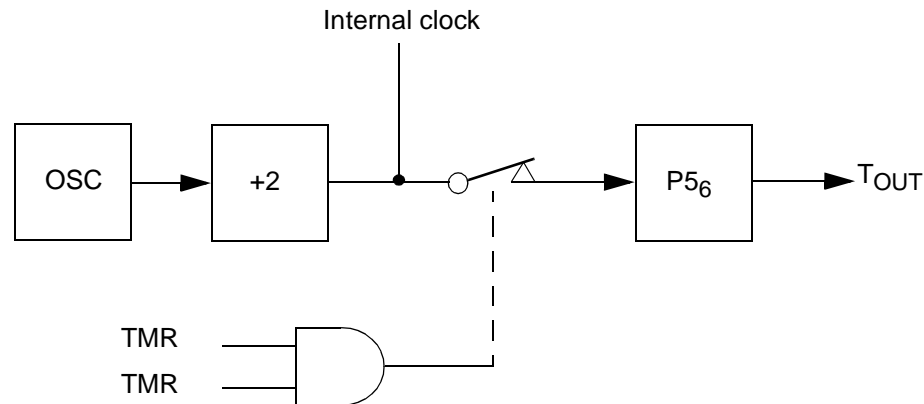 Internal clock
OSC
+2
P5₆
T_OUT
TMR
TMR